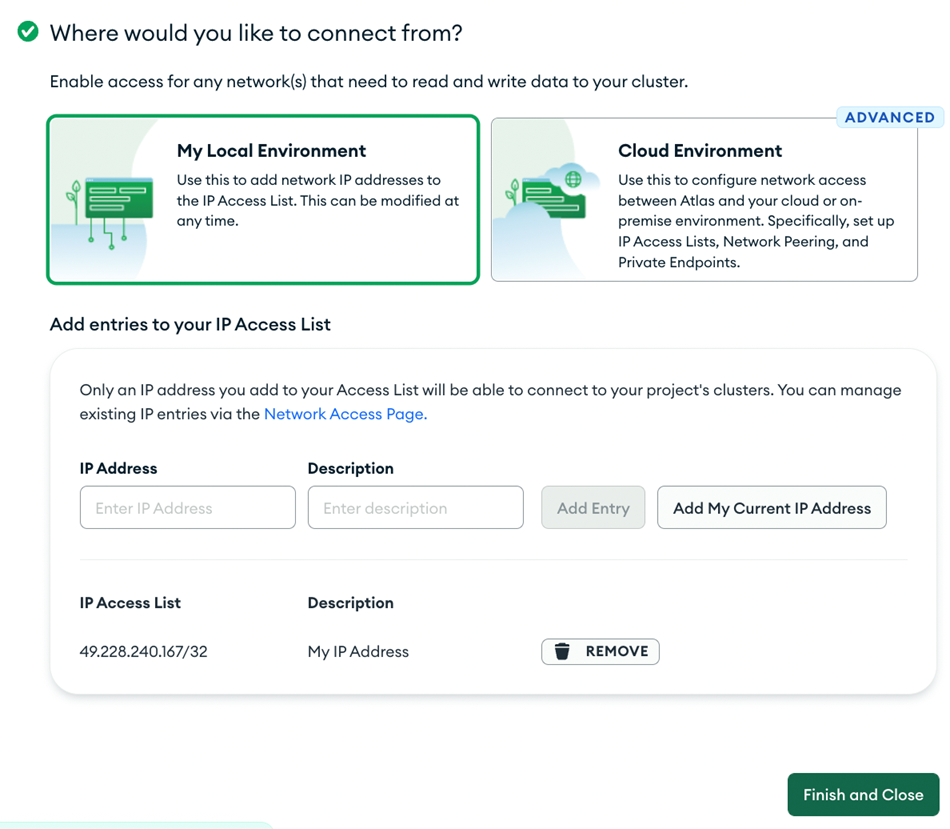 Where would you like to connect from?
Enable access for any network(s) that need to read and write data to your cluster.
ADVANCED
My Local Environment
Use this to add network IP addresses to
the IP Access List. This can be modified at
any time.
Cloud Environment
Use this to configure network access
between Atlas and your cloud or on-
premise environment. Specifically, set up
IP Access Lists, Network Peering, and
Private Endpoints.
Add entries to your IP Access List
Only an IP address you add to your Access List will be able to connect to your project's clusters. You can manage
existing IP entries via the Network Access Page.
IP Address Description
Enter IP Address Enter description Add Entry Add My Current IP Address
IP Access List Description
49.228.240.167/32 My IP Address REMOVE
Finish and Close